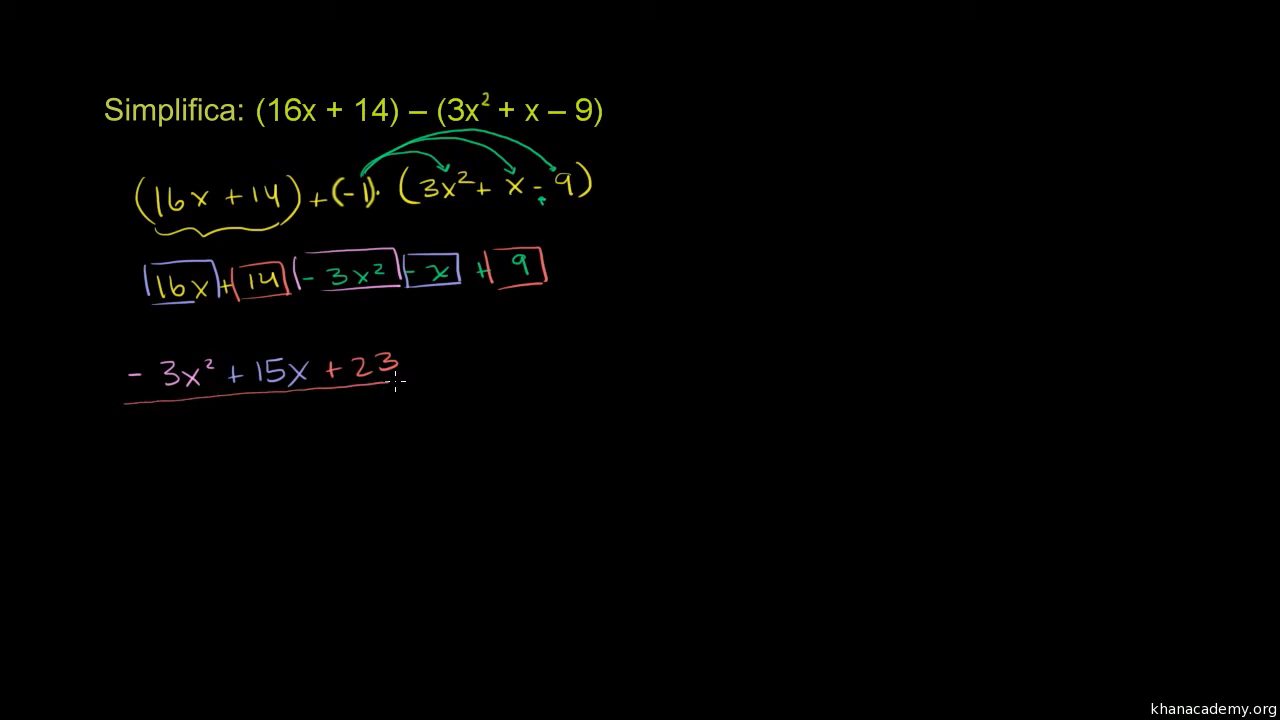 Simplifica: (16x + 14) – (3x² + x – 9)
(16x + 14) + (-1)· (3x² + x - 9)
16x + 14 - 3x² - x + 9
- 3x² + 15x + 23
khanacademy.org